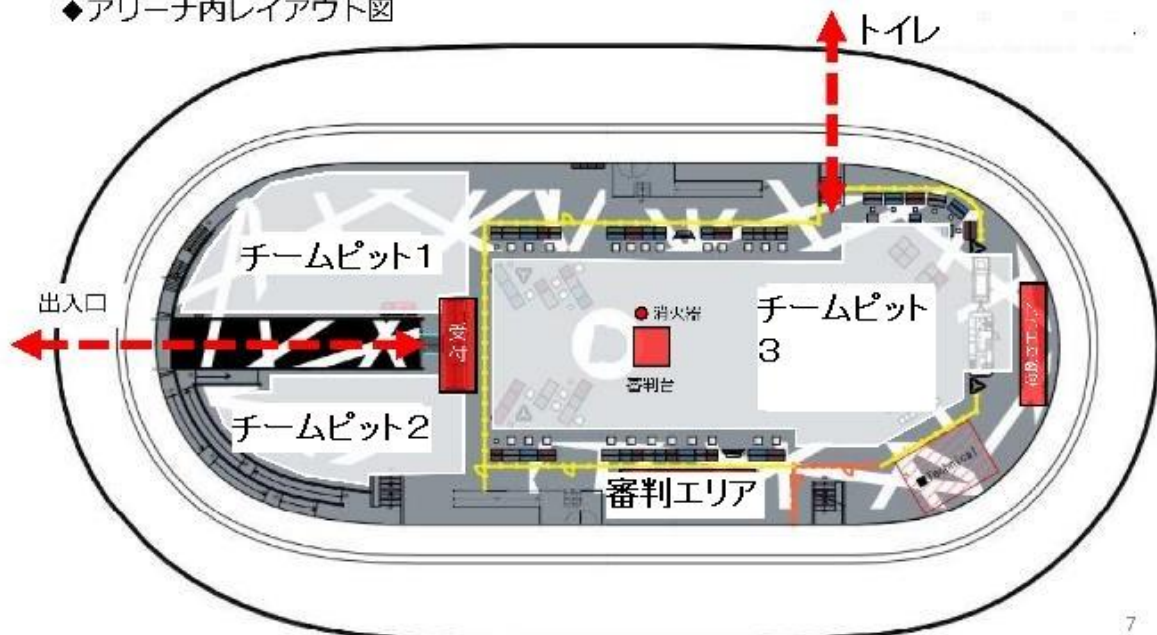 ◆アリーナ内レイアウト図
トイレ
チームピット1
出入口
受付
消火器
チームピット
3
審判台
チームピット2
Technical
審判エリア
7